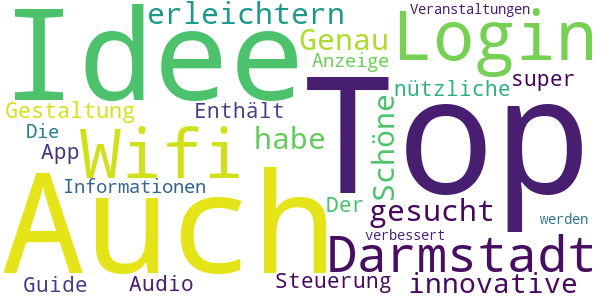 Idee
erleichtern
Veranstaltungen
Login
Genau
Anzeige
super
nützliche
Gestaltung
Enthält
Top
Die
Wifi
habe
Schöne
App
Auch
Informationen
Der
gesucht
werden
verbessert
Darmstadt
Guide
Audio
Steuerung
innovative